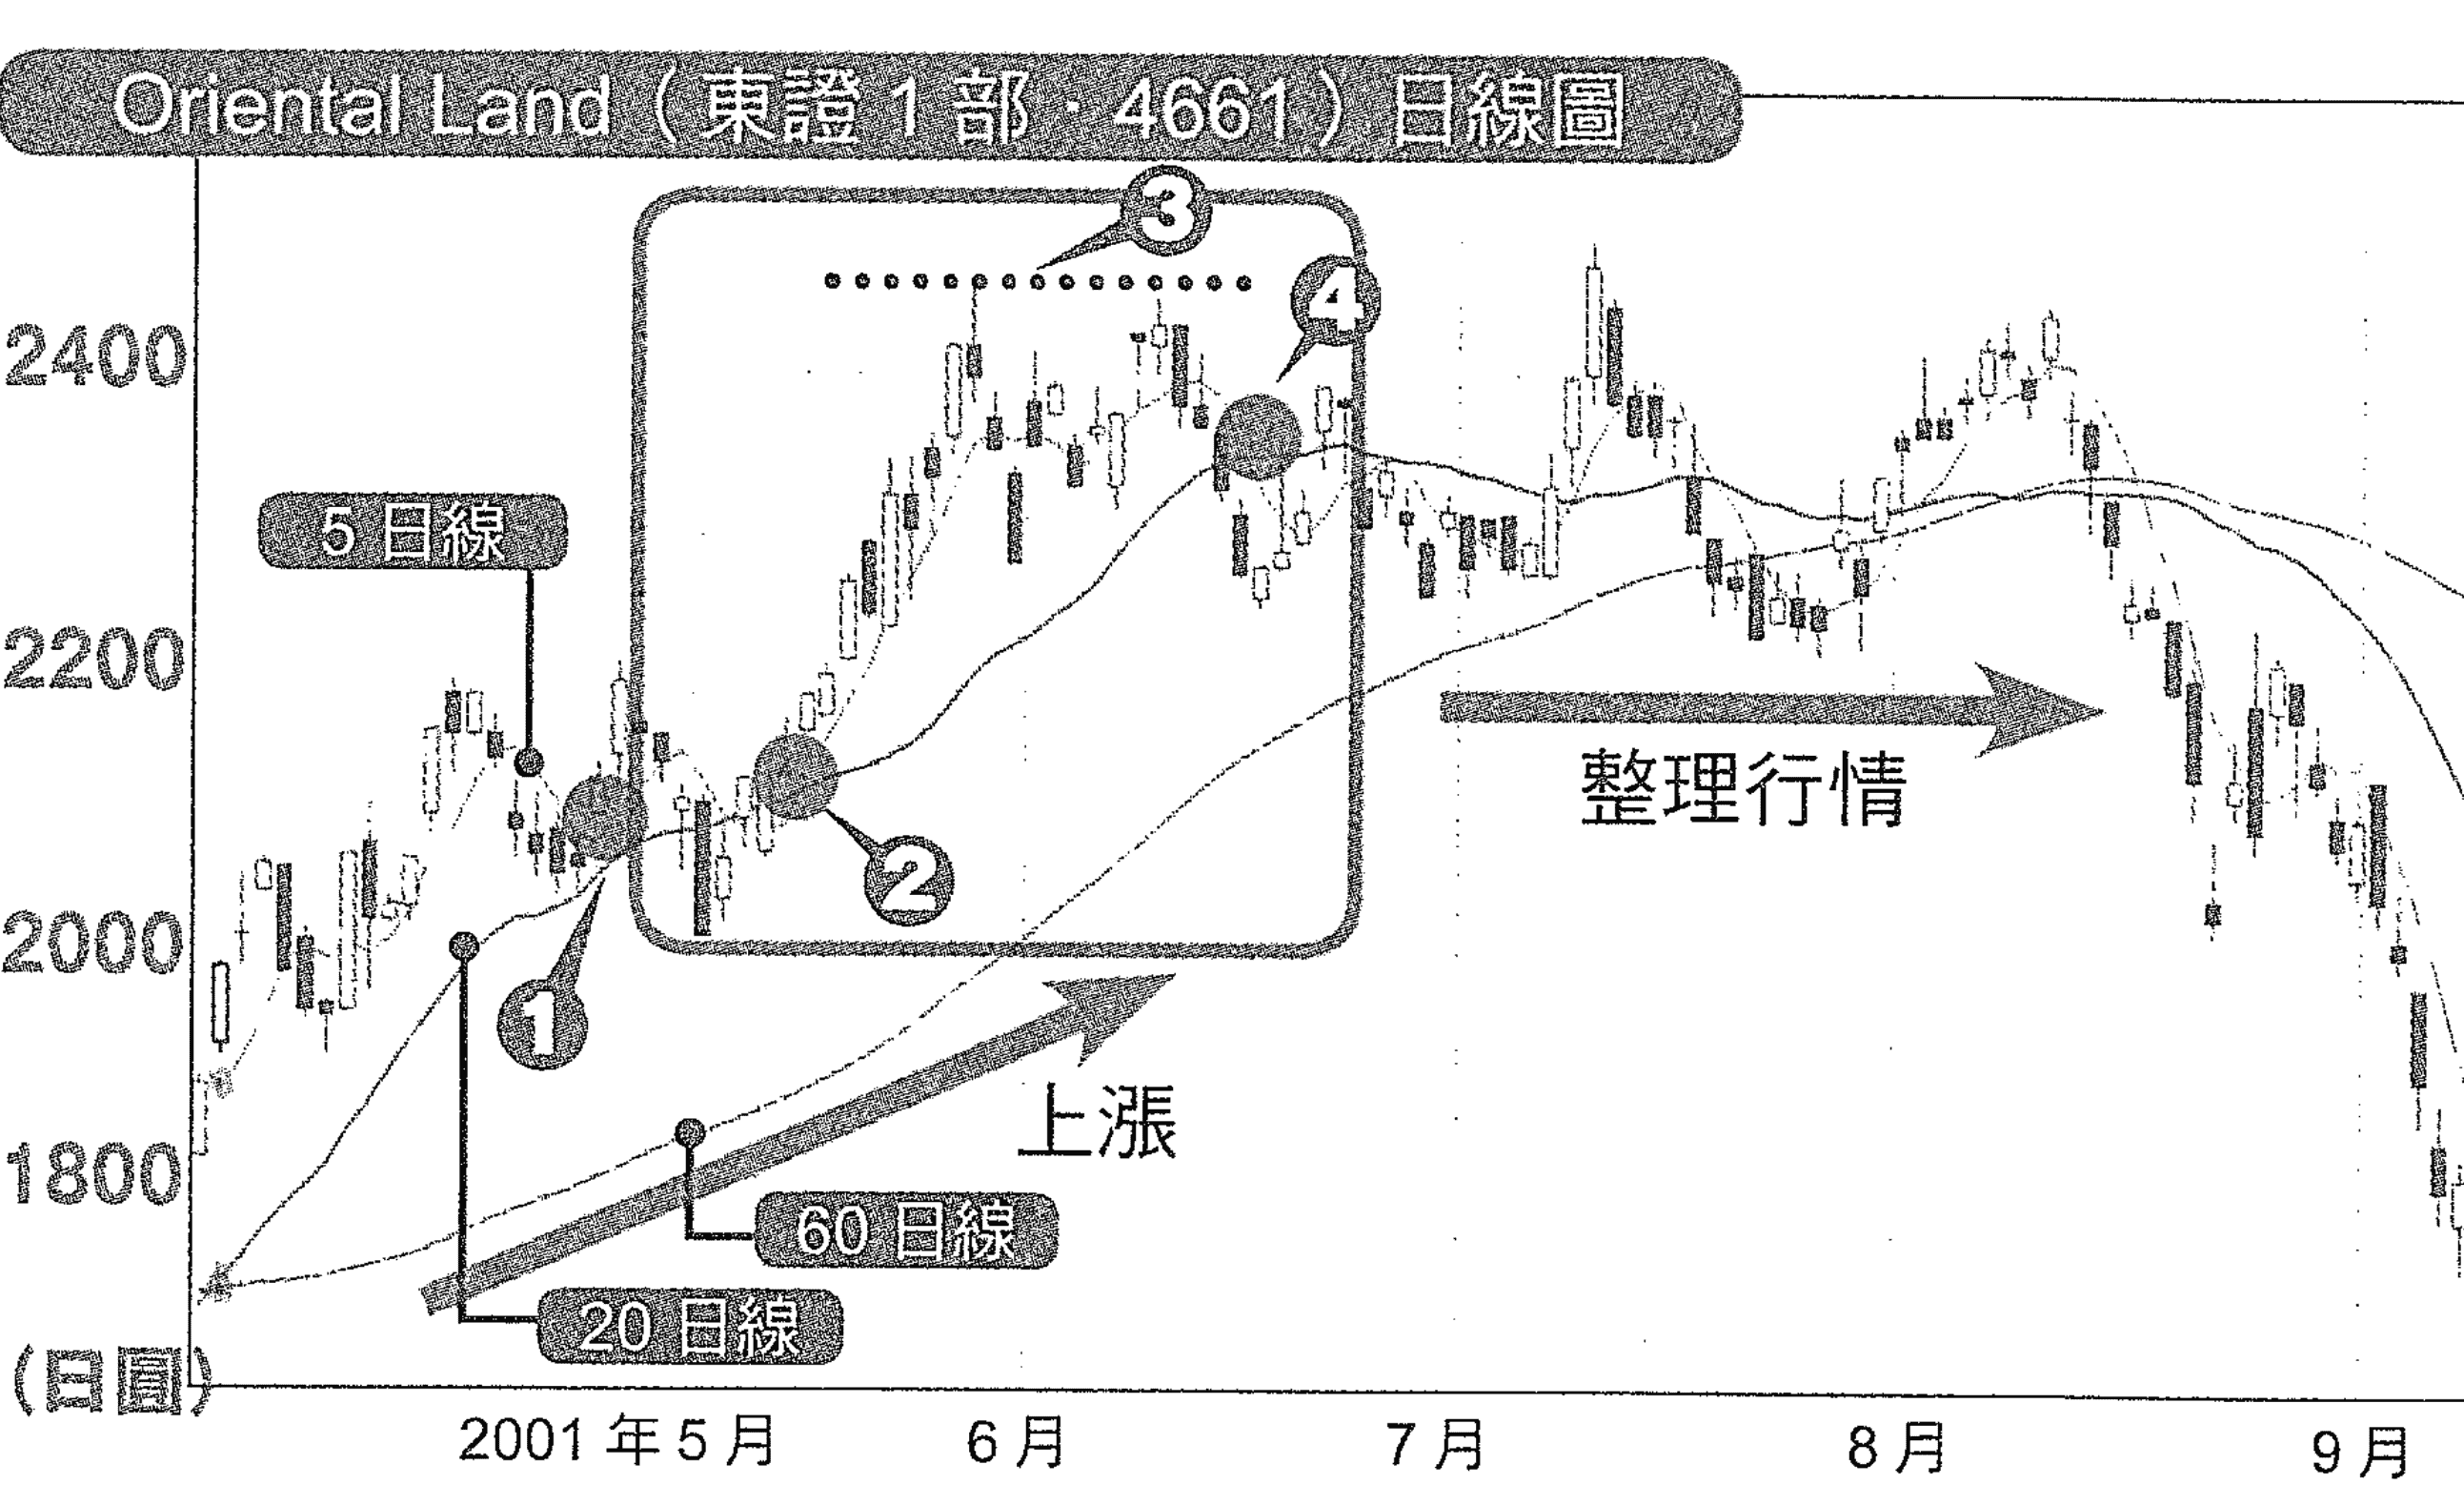 Oriental Land（東證 1 部・4661）日線圖
3
4
2400
5 日線
2200
整理行情
2
2000
1
上漲
1800
60 日線
20 日線
（日圓）
2001 年 5 月
6 月
7 月
8 月
9 月